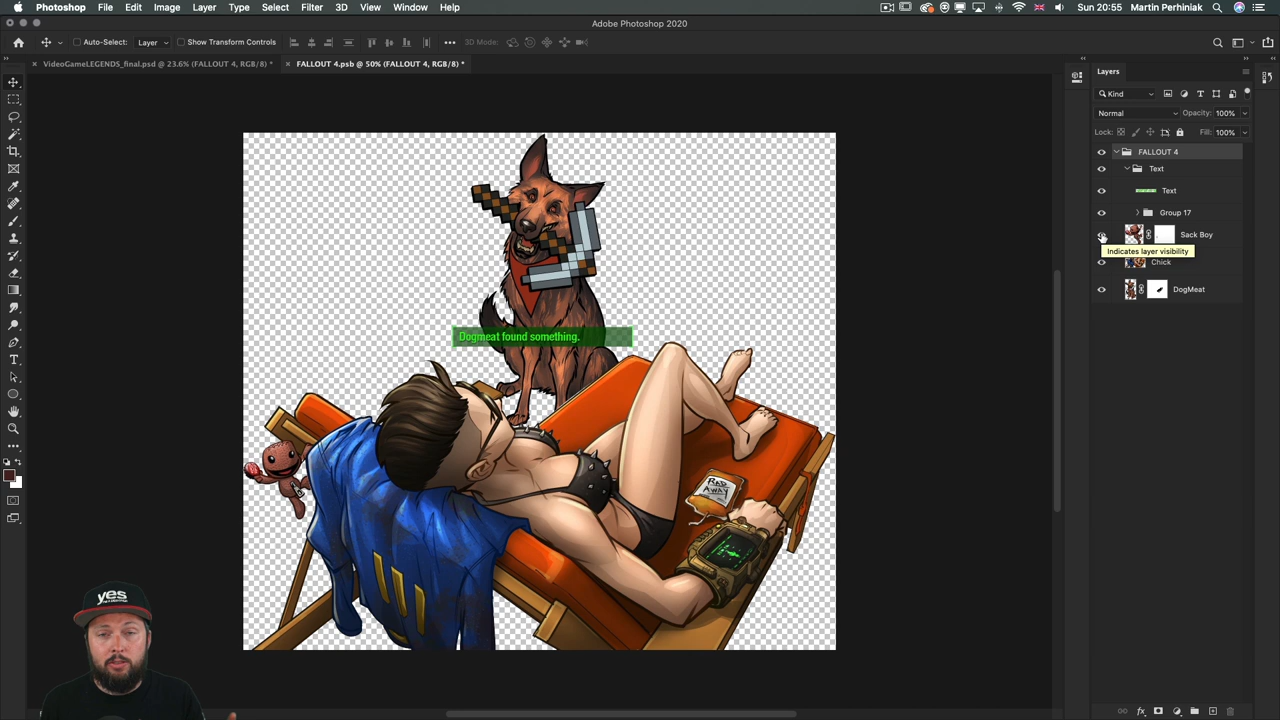 Photoshop File Edit Image Layer Type Select Filter 3D View Window Help Sun 20:55 Martin Perhiniak
Adobe Photoshop 2020
Auto-Select: Layer Show Transform Controls 3D Mode:
VideoGameLEGENDS_final.psd @ 23.6% (FALLOUT 4, RGB/8) * FALLOUT 4.psb @ 50% (FALLOUT 4, RGB/8) *
Layers
Kind
Normal Opacity: 100%
Lock: Fill: 100%
FALLOUT 4
Text
Text
Group 17
Sack Boy
Indicates layer visibility
Chick
DogMeat
Dogmeat found something.
RAD
AWAY
yes